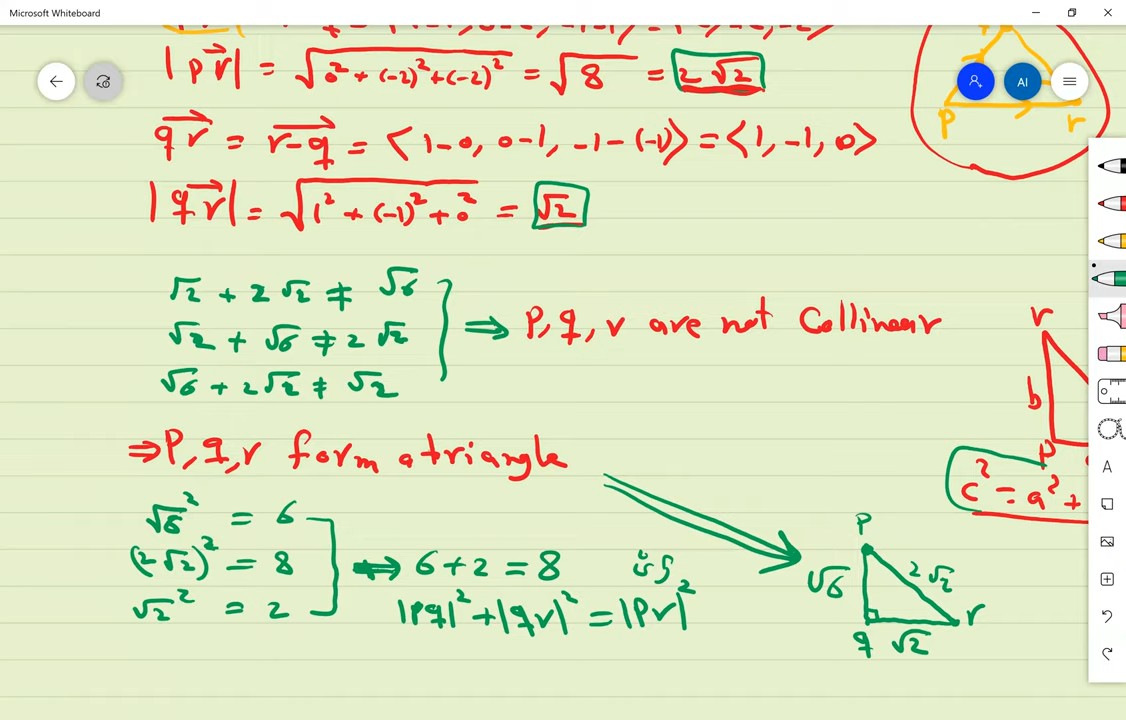 Microsoft Whiteboard
|pr| = √0² + (-2)² + (-2)² = √8 = 2√2
AI
p r
qr = r-q = <1-0, 0-1, -1-(-1)> = <1, -1, 0>
|qr| = √1² + (-1)² + 0² = √2
√2 + 2√2 ≠ √6
√2 + √6 ≠ 2√2
√6 + 2√2 ≠ √2
⇒ P, q, r are not Collinear
r
b
P
c² = a² +
⇒ P, q, r form a triangle
√6² = 6
(2√2)² = 8
√2² = 2
⇔ 6 + 2 = 8
|pq|² + |qr|² = |Pr|²
P
√6 2√2
q √2 r
A